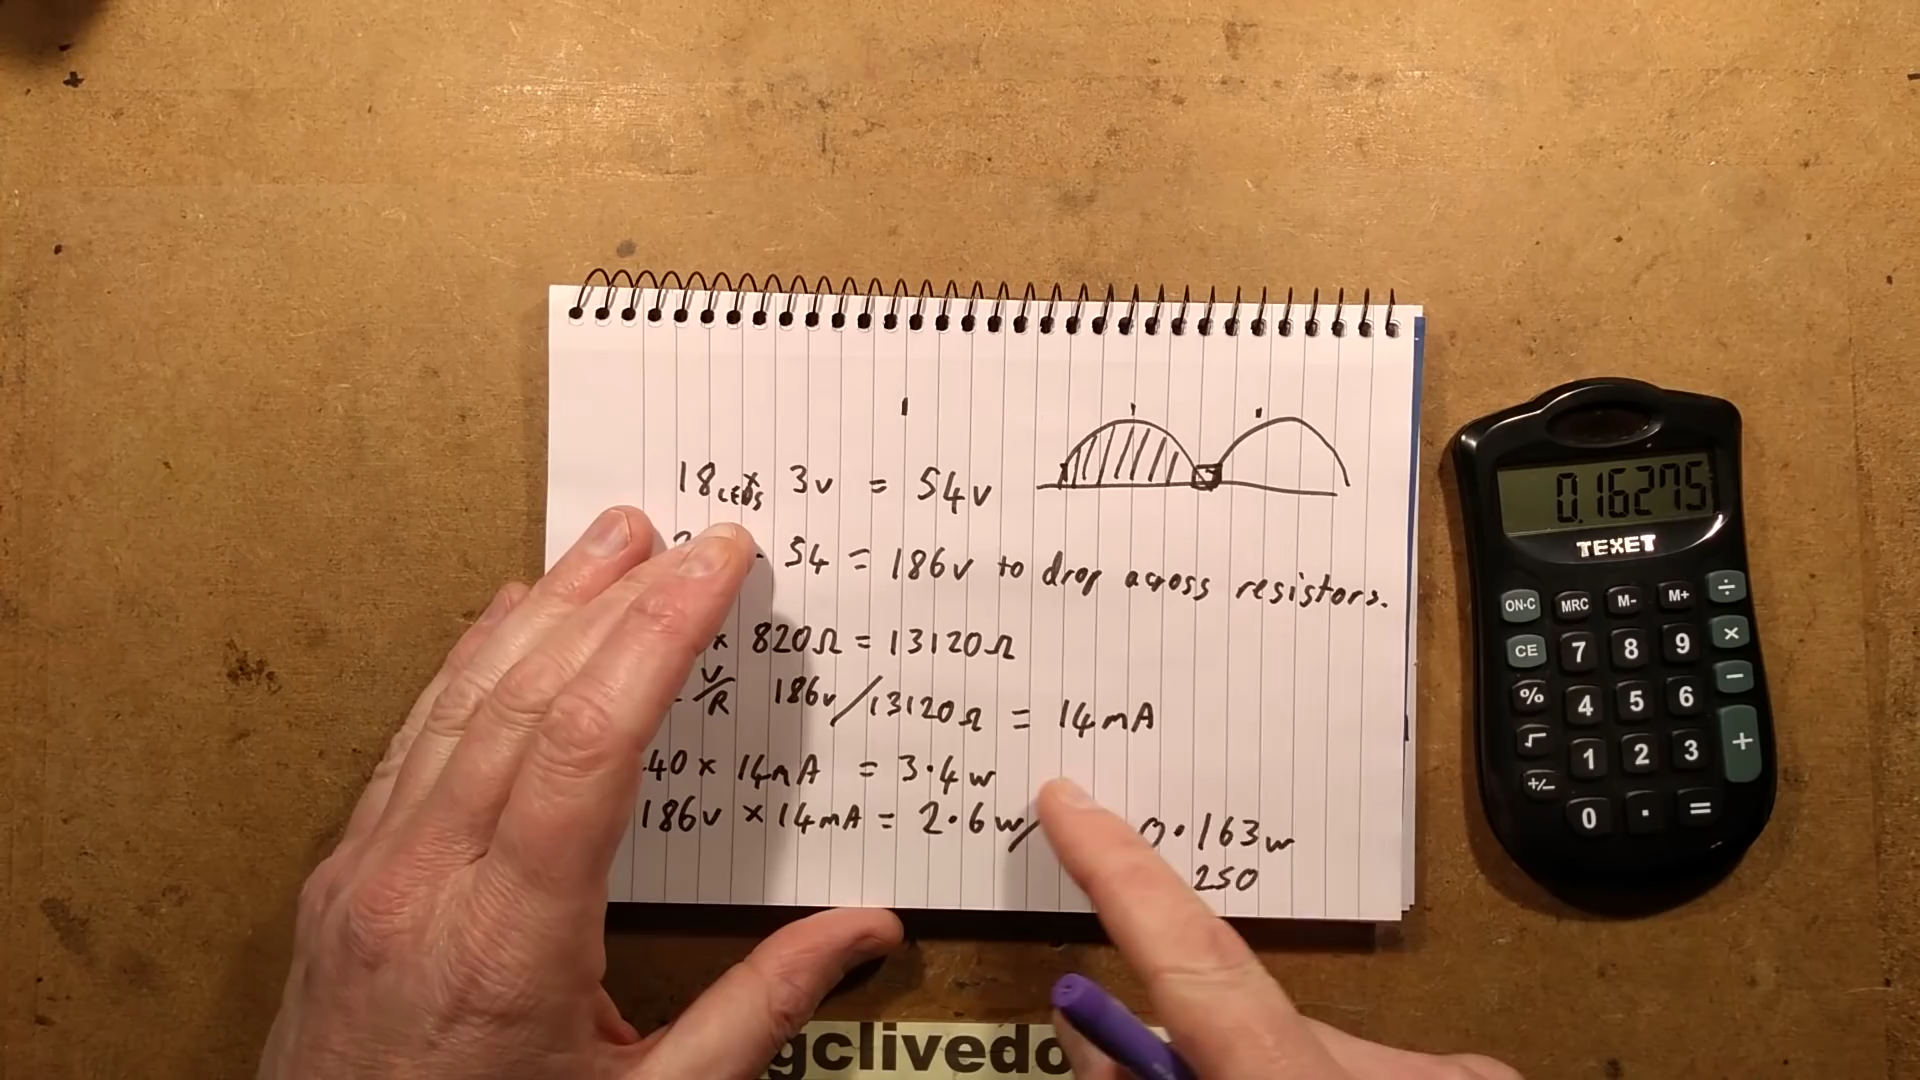 18 LEDS x 3v = 54v
- 54 = 186v to drop across resistors.
x 820Ω = 13120Ω
V/R 186v/13120Ω = 14mA
40 x 14mA = 3.4w
186v x 14mA = 2.6w/ 0.163w
250
gclivedo
0.16275
TEXET
ON·C MRC M- M+ ÷
CE 7 8 9 ×
% 4 5 6 −
√ 1 2 3 +
+/− 0 · =